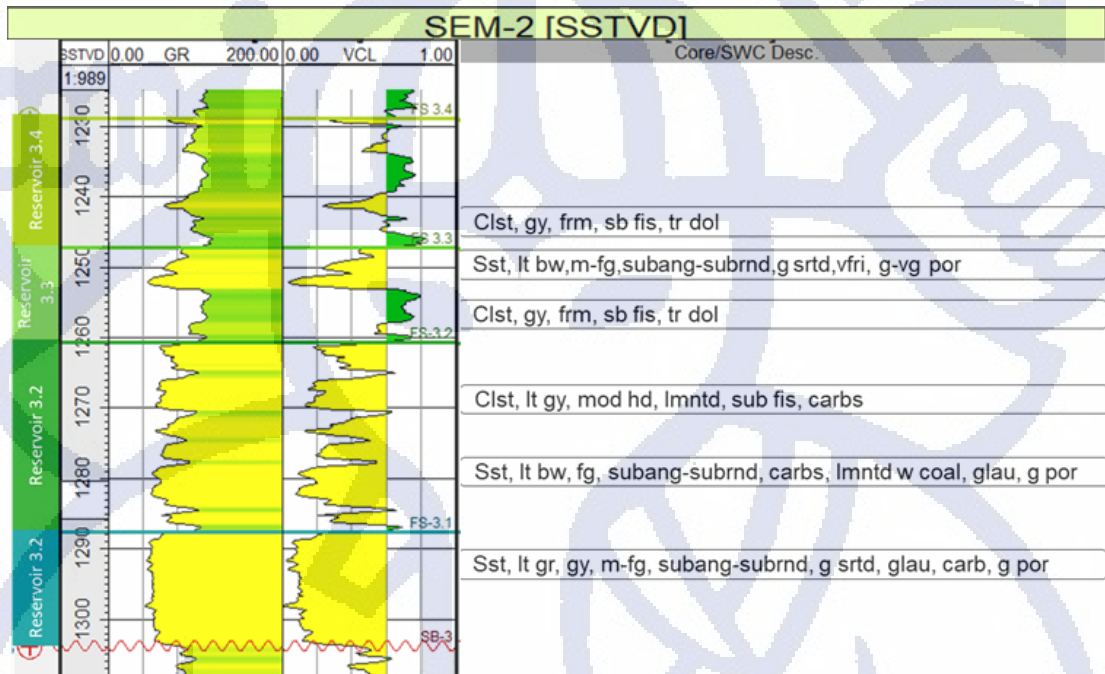 SEM-2 [SSTVD]
SSTVD 0.00 GR 200.00 0.00 VCL 1.00 Core/SWC Desc.
1:989
FS 3.4
1230
Reservoir 3.4
1240
Clst, gy, frm, sb fis, tr dol
FS 3.3
1250
Sst, lt bw,m-fg,subang-subrnd,g srtd,vfri, g-vg por
Reservoir
3.3
Clst, gy, frm, sb fis, tr dol
1260
FS-3.2
1270
Clst, lt gy, mod hd, lmntd, sub fis, carbs
Reservoir 3.2
1280
Sst, lt bw, fg, subang-subrnd, carbs, lmntd w coal, glau, g por
FS-3.1
1290
Sst, lt gr, gy, m-fg, subang-subrnd, g srtd, glau, carb, g por
Reservoir 3.2
1300
SB-3